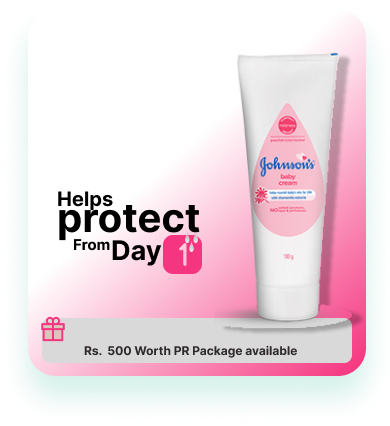 Helps
protect
From Day 1
Johnson's
baby
cream
Rs. 500 Worth PR Package available